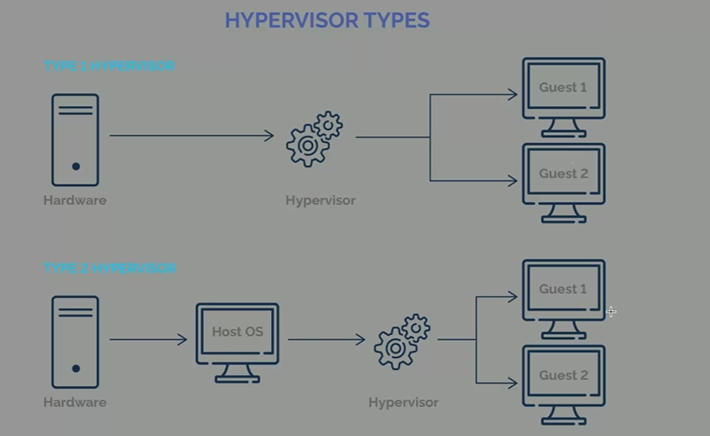 HYPERVISOR TYPES
TYPE 1 HYPERVISOR
Guest 1
Guest 2
Hardware
Hypervisor
TYPE 2 HYPERVISOR
Guest 1
Host OS
Guest 2
Hardware
Hypervisor